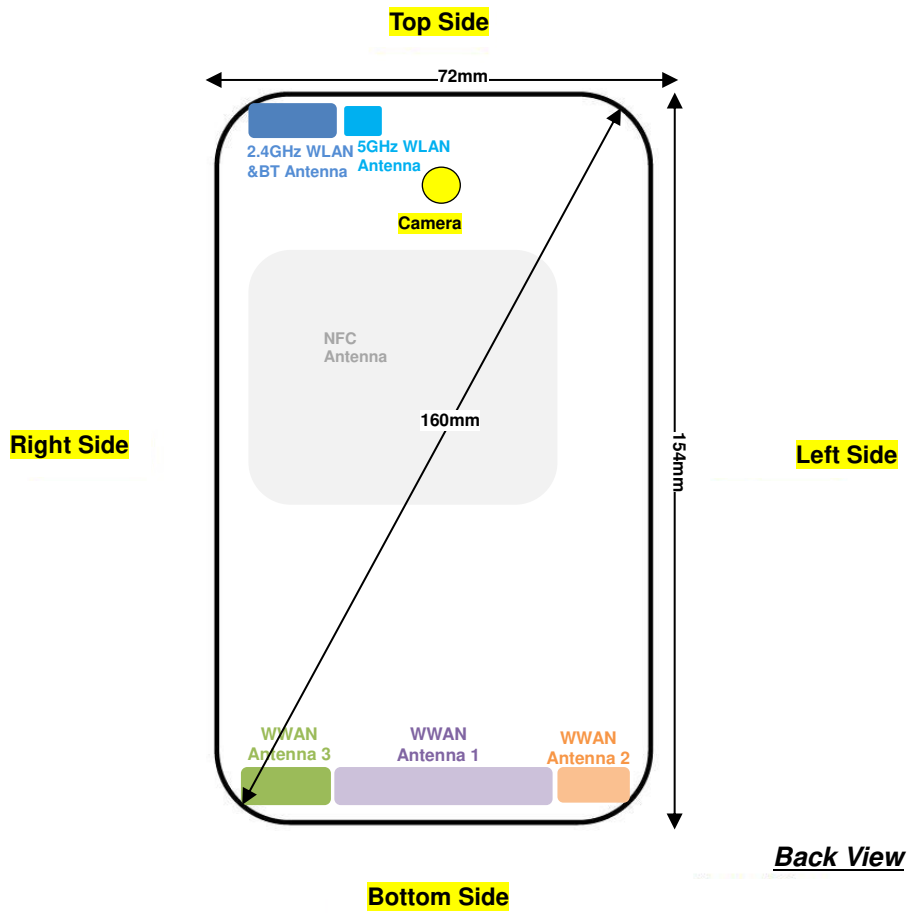 Top Side
72mm
2.4GHz WLAN
&BT Antenna
5GHz WLAN
Antenna
Camera
NFC
Antenna
160mm
154mm
Right Side
Left Side
WWAN
Antenna 3
WWAN
Antenna 1
WWAN
Antenna 2
Back View
Bottom Side